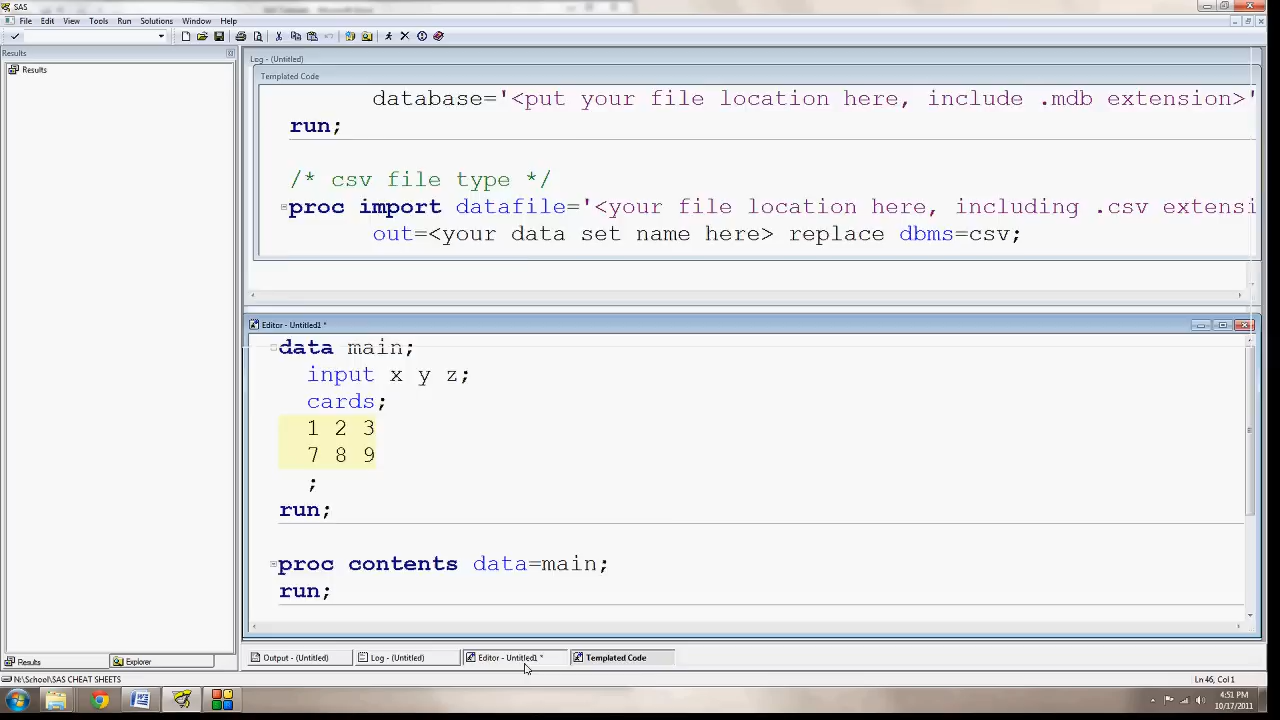 SAS
File Edit View Tools Run Solutions Window Help
Results
Results
Log - (Untitled)
Templated Code
database='<put your file location here, include .mdb extension>'
run;
/* csv file type */
proc import datafile='<your file location here, including .csv extensi
out=<your data set name here> replace dbms=csv;
Editor - Untitled1 *
data main;
input x y z;
cards;
1 2 3
7 8 9
;
run;
proc contents data=main;
run;
Results Explorer Output - (Untitled) Log - (Untitled) Editor - Untitled1 * Templated Code
N:\School\SAS CHEAT SHEETS Ln 46, Col 1
4:51 PM
10/17/2011